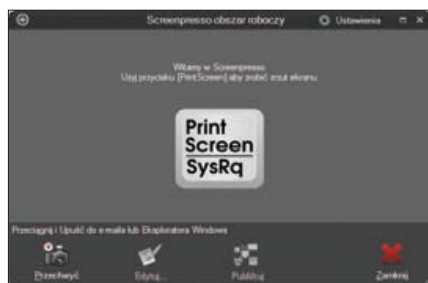 Screenpresso obszar roboczy
Ustawienia
Witamy w Screenpresso
Użyj przycisku [PrintScreen] aby zrobić zrzut ekranu
Print
Screen
SysRq
Przeciągnij i Upuść do e-maila lub Eksploratora Windows
Przechwyć
Edytuj...
Publikuj
Zamknij